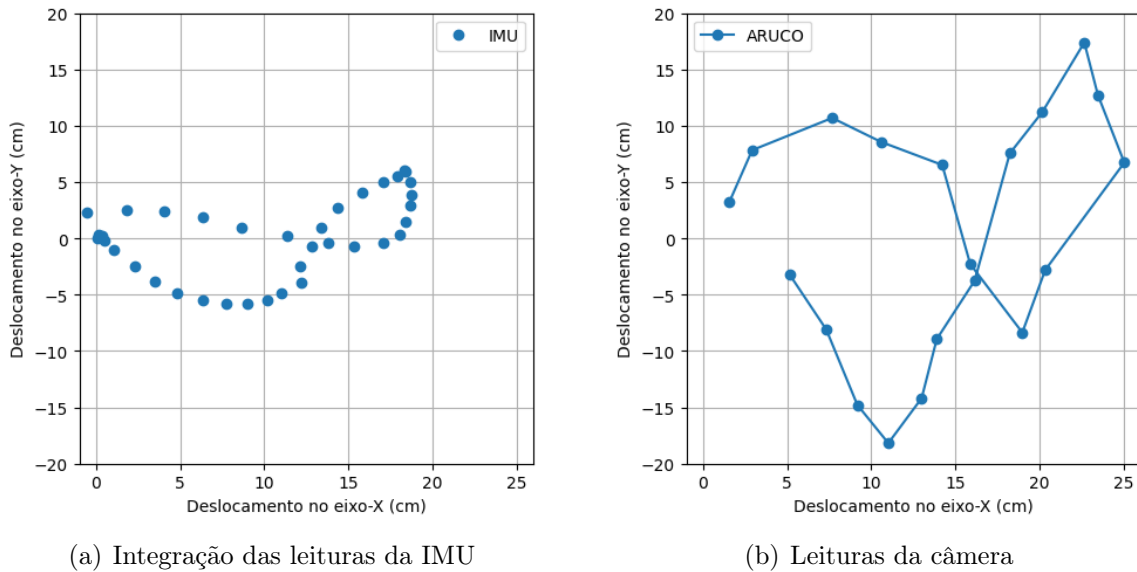 IMU
20
15
10
5
0
−5
−10
−15
−20
Deslocamento no eixo-Y (cm)
0 5 10 15 20 25
Deslocamento no eixo-X (cm)
(a) Integração das leituras da IMU
ARUCO
20
15
10
5
0
−5
−10
−15
−20
Deslocamento no eixo-Y (cm)
0 5 10 15 20 25
Deslocamento no eixo-X (cm)
(b) Leituras da câmera